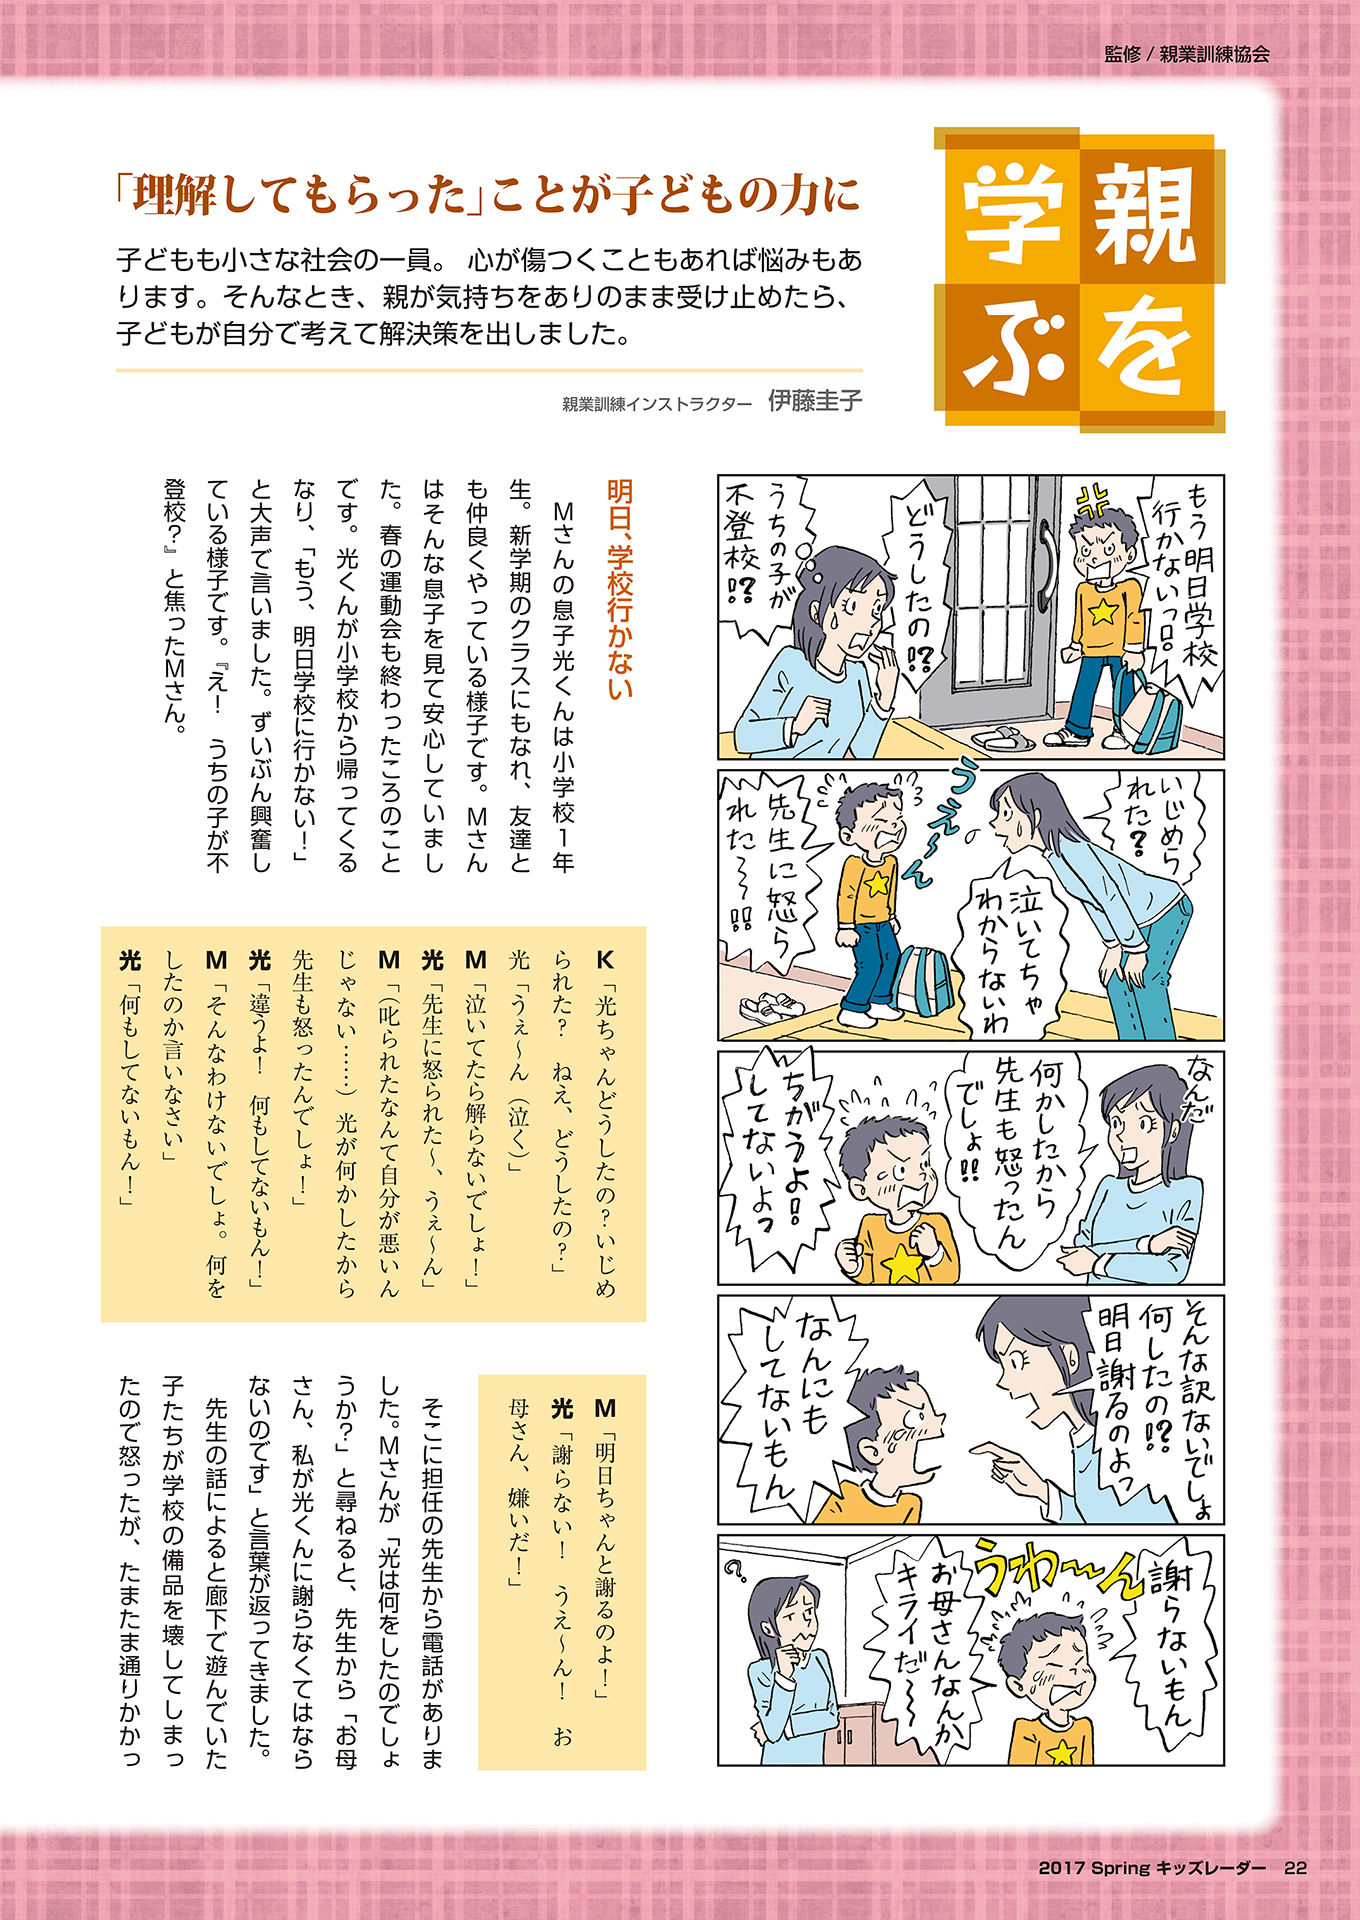 監修 / 親業訓練協会
親を
学ぶ
「理解してもらった」ことが子どもの力に
子どもも小さな社会の一員。 心が傷つくこともあれば悩みもあ
ります。そんなとき、親が気持ちをありのまま受け止めたら、
子どもが自分で考えて解決策を出しました。
親業訓練インストラクター　伊藤圭子
もう明日学校
行かないっ!!
どうしたの!?
うちの子が
不登校!?
いじめら
れた?
うえ〜ん
泣いてちゃ
わからないわ
先生に怒ら
れた〜!!
なんだ
何かしたから
先生も怒ったん
でしょ!!
ちがうよ!!
してないよっ
そんな訳ないでしょ
何したの!?
明日謝るのよっ
なんにも
してないもん
謝らないもん
うわ〜ん
お母さんなんか
キライだ〜
?
明日、学校行かない
Mさんの息子光くんは小学校1年
生。新学期のクラスにもなれ、友達と
も仲良くやっている様子です。Mさん
はそんな息子を見て安心していまし
た。春の運動会も終わったころのこと
です。光くんが小学校から帰ってくる
なり、「もう、明日学校に行かない！」
と大声で言いました。ずいぶん興奮し
ている様子です。『え！　うちの子が不
登校？』と焦ったMさん。
K「光ちゃんどうしたの？いじめ
られた？　ねえ、どうしたの？」
光「うぇ〜ん（泣く）」
M「泣いてたら解らないでしょ！」
光「先生に怒られた〜、うぇ〜ん」
M「（叱られたなんて自分が悪いん
じゃない……）光が何かしたから
先生も怒ったんでしょ！」
光「違うよ！　何もしてないもん！」
M「そんなわけないでしょ。何を
したのか言いなさい」
光「何もしてないもん！」
M「明日ちゃんと謝るのよ！」
光「謝らない！　うえ〜ん！　お
母さん、嫌いだ！」
そこに担任の先生から電話がありま
した。Mさんが「光は何をしたのでしょ
うか？」と尋ねると、先生から「お母
さん、私が光くんに謝らなくてはなら
ないのです」と言葉が返ってきました。
先生の話によると廊下で遊んでいた
子たちが学校の備品を壊してしまっ
たので怒ったが、たまたま通りかかっ
2017 Spring キッズレーダー　22